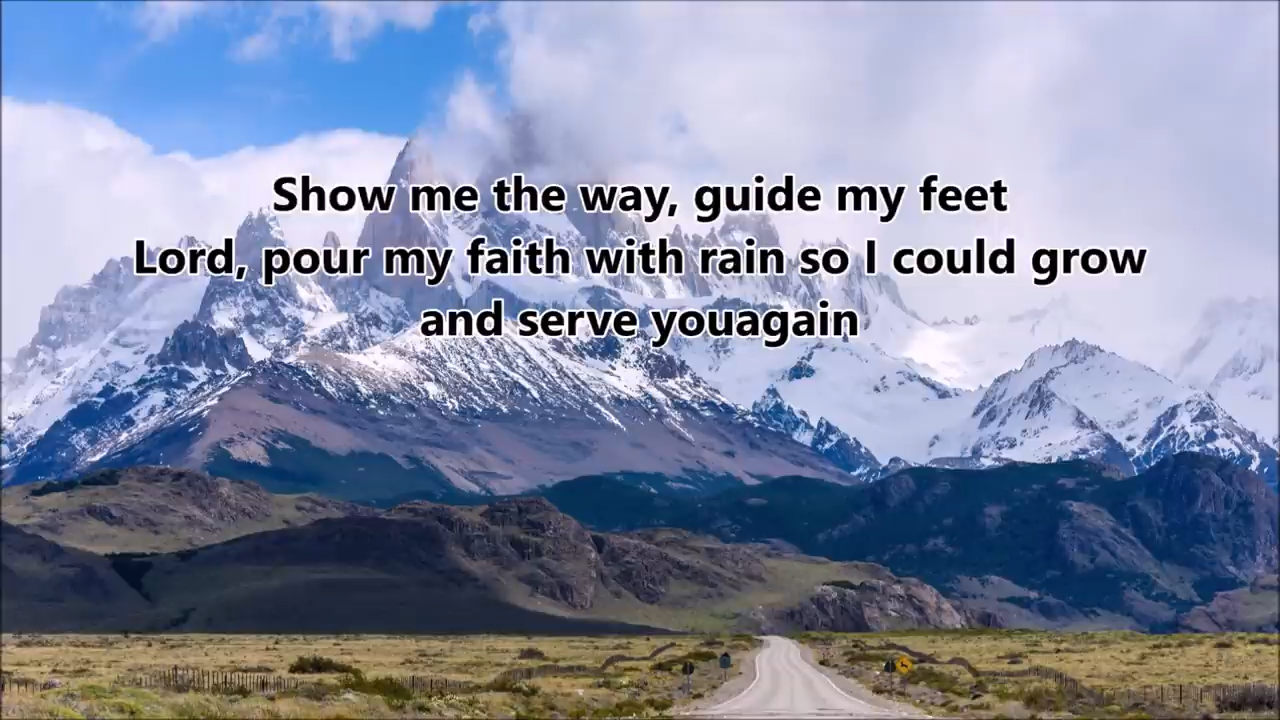 Show me the way, guide my feet
Lord, pour my faith with rain so I could grow
and serve youagain